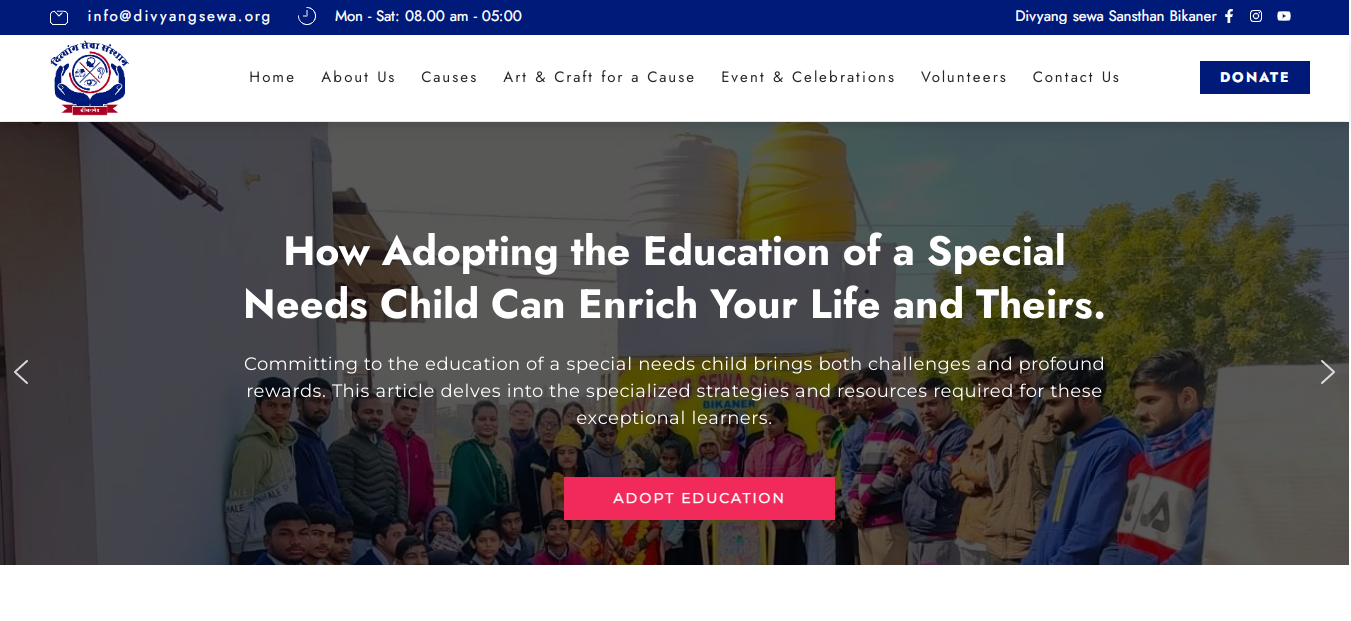 info@divyangsewa.org
Mon - Sat: 08.00 am - 05:00
Divyang sewa Sansthan Bikaner
दिव्यांग सेवा संस्थान
Home
About Us
Causes
Art & Craft for a Cause
Event & Celebrations
Volunteers
Contact Us
DONATE
How Adopting the Education of a Special
Needs Child Can Enrich Your Life and Theirs.
Committing to the education of a special needs child brings both challenges and profound
rewards. This article delves into the specialized strategies and resources required for these
exceptional learners.
SEWA SANSTHAN
BIKANER
ADOPT EDUCATION